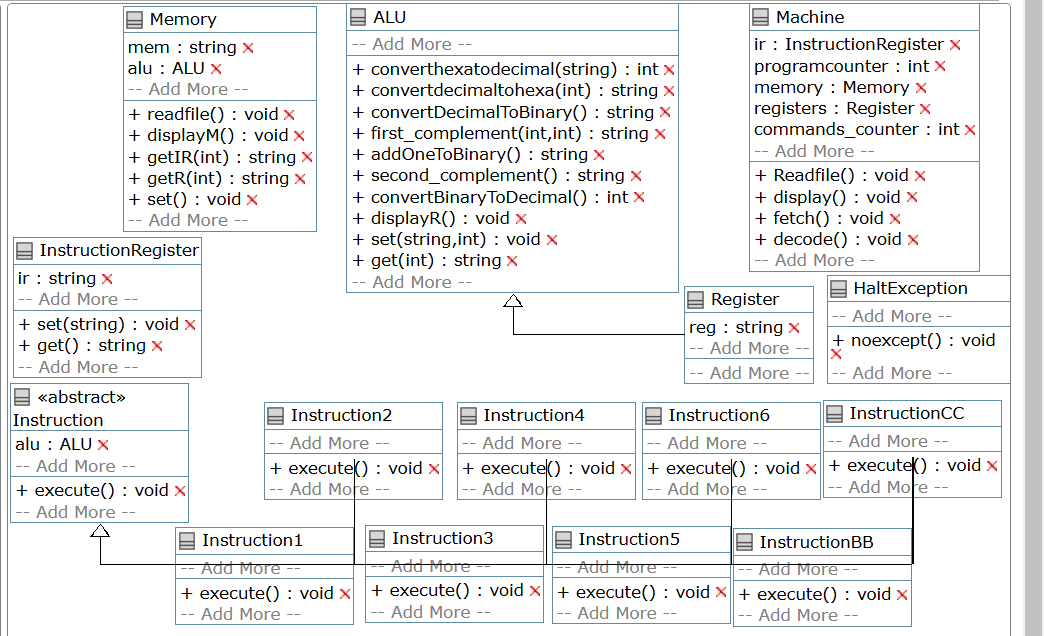 Memory
mem : string
alu : ALU
-- Add More --
+ readfile() : void
+ displayM() : void
+ getIR(int) : string
+ getR(int) : string
+ set() : void
-- Add More --
ALU
-- Add More --
+ converthexatodecimal(string) : int
+ convertdecimaltohexa(int) : string
+ convertDecimalToBinary() : string
+ first_complement(int,int) : string
+ addOneToBinary() : string
+ second_complement() : string
+ convertBinaryToDecimal() : int
+ displayR() : void
+ set(string,int) : void
+ get(int) : string
-- Add More --
Machine
ir : InstructionRegister
programcounter : int
memory : Memory
registers : Register
commands_counter : int
-- Add More --
+ Readfile() : void
+ display() : void
+ fetch() : void
+ decode() : void
-- Add More --
InstructionRegister
ir : string
-- Add More --
+ set(string) : void
+ get() : string
-- Add More --
Register
reg : string
-- Add More --
-- Add More --
HaltException
-- Add More --
+ noexcept() : void
-- Add More --
«abstract»
Instruction
alu : ALU
-- Add More --
+ execute() : void
-- Add More --
Instruction2
-- Add More --
+ execute() : void
-- Add More --
Instruction4
-- Add More --
+ execute() : void
-- Add More --
Instruction6
-- Add More --
+ execute() : void
-- Add More --
InstructionCC
-- Add More --
+ execute() : void
-- Add More --
Instruction1
-- Add More --
+ execute() : void
-- Add More --
Instruction3
-- Add More --
+ execute() : void
-- Add More --
Instruction5
-- Add More --
+ execute() : void
-- Add More --
InstructionBB
-- Add More --
+ execute() : void
-- Add More --